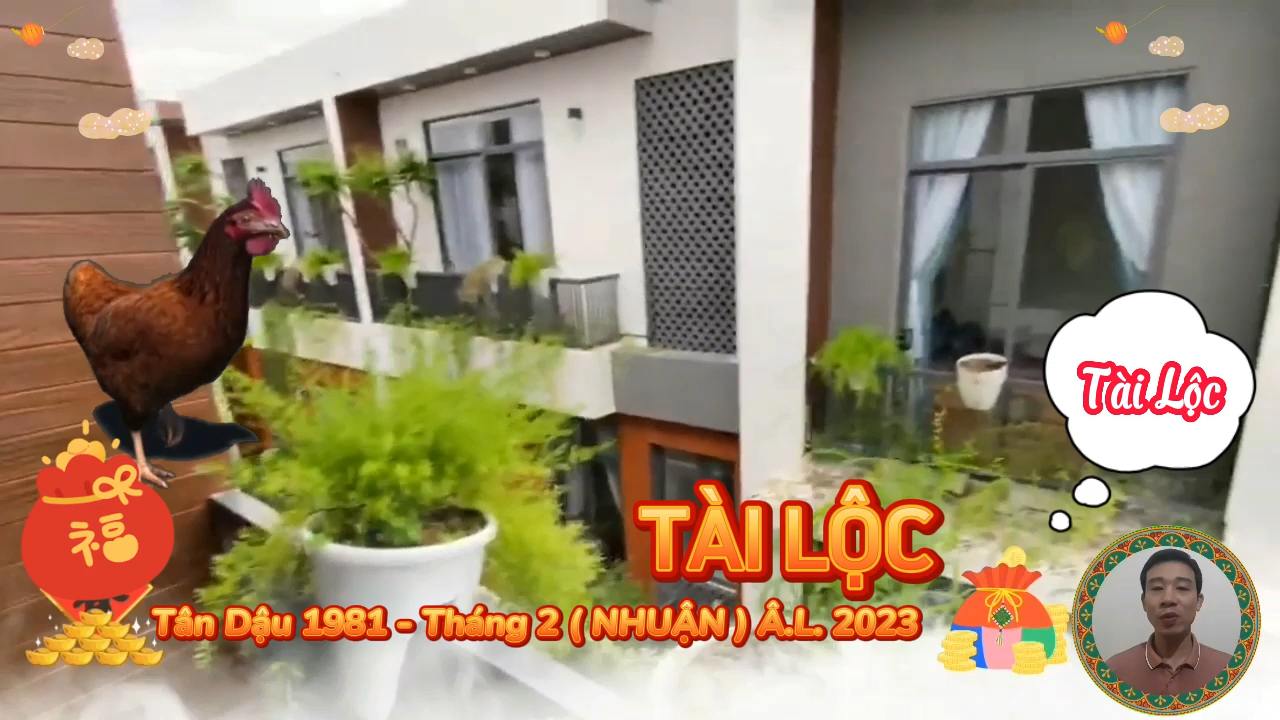 Tài Lộc
TÀI LỘC
福
Tân Dậu 1981 - Tháng 2 ( NHUẬN ) Â.L. 2023